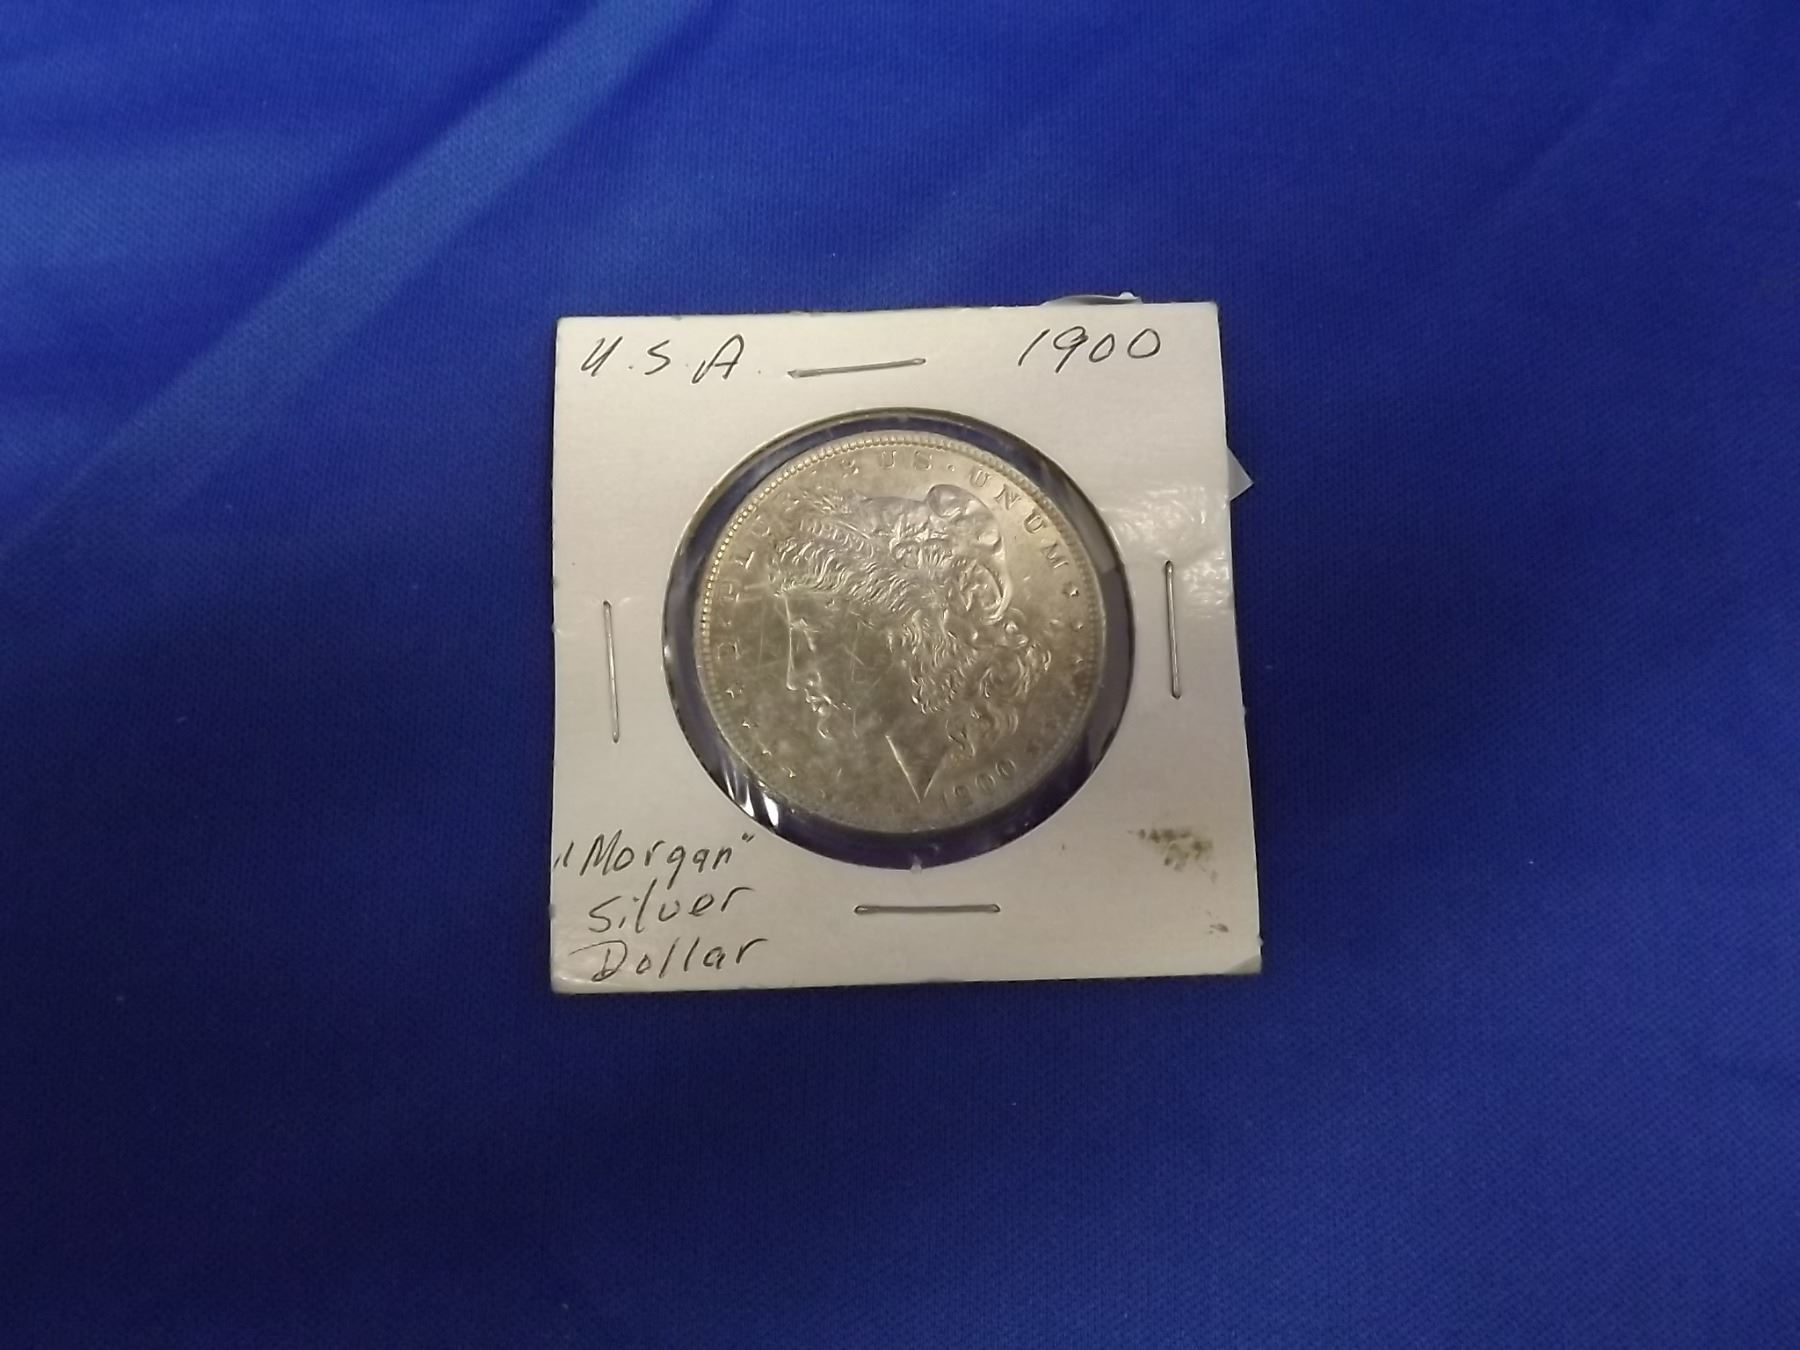 U.S.A. 1900
E · PLURIBUS · UNUM
1900
"Morgan"
Silver
Dollar